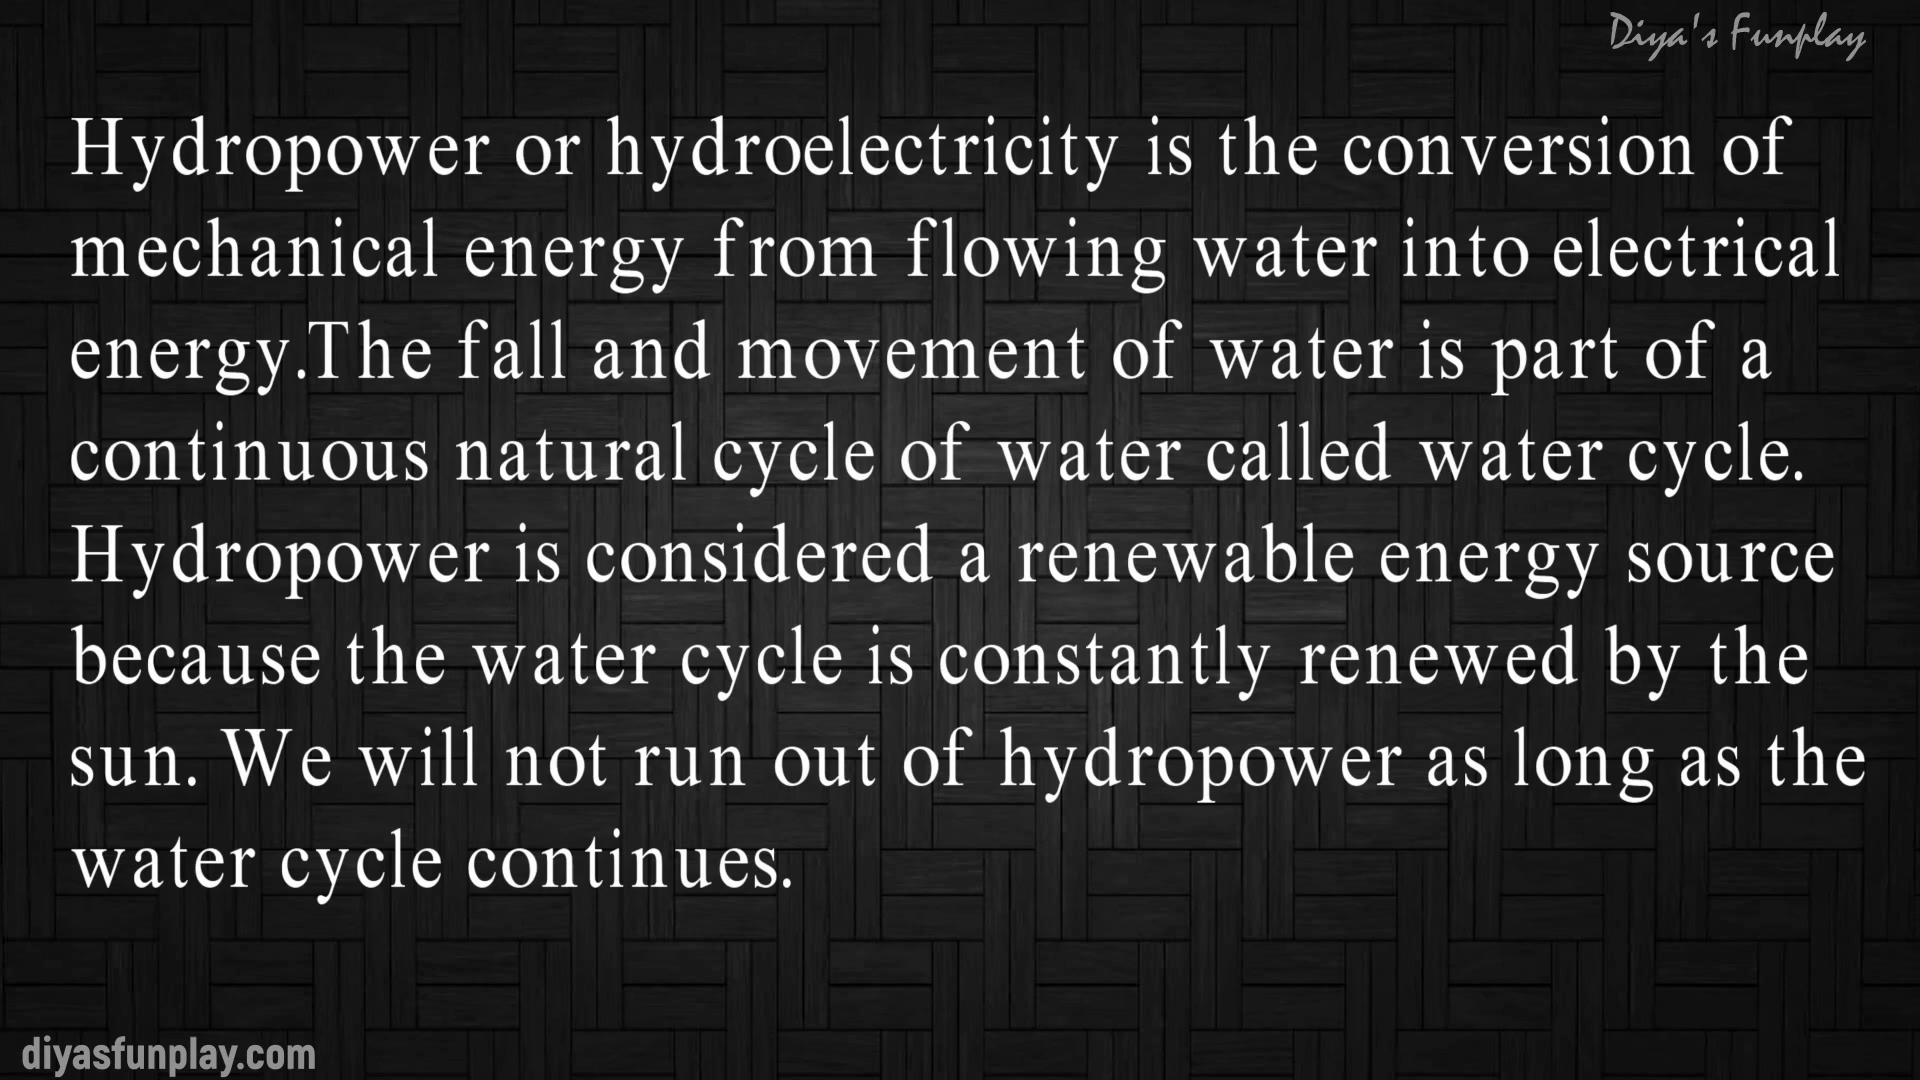 Diya's Funplay
Hydropower or hydroelectricity is the conversion of
mechanical energy from flowing water into electrical
energy.The fall and movement of water is part of a
continuous natural cycle of water called water cycle.
Hydropower is considered a renewable energy source
because the water cycle is constantly renewed by the
sun. We will not run out of hydropower as long as the
water cycle continues.
diyasfunplay.com